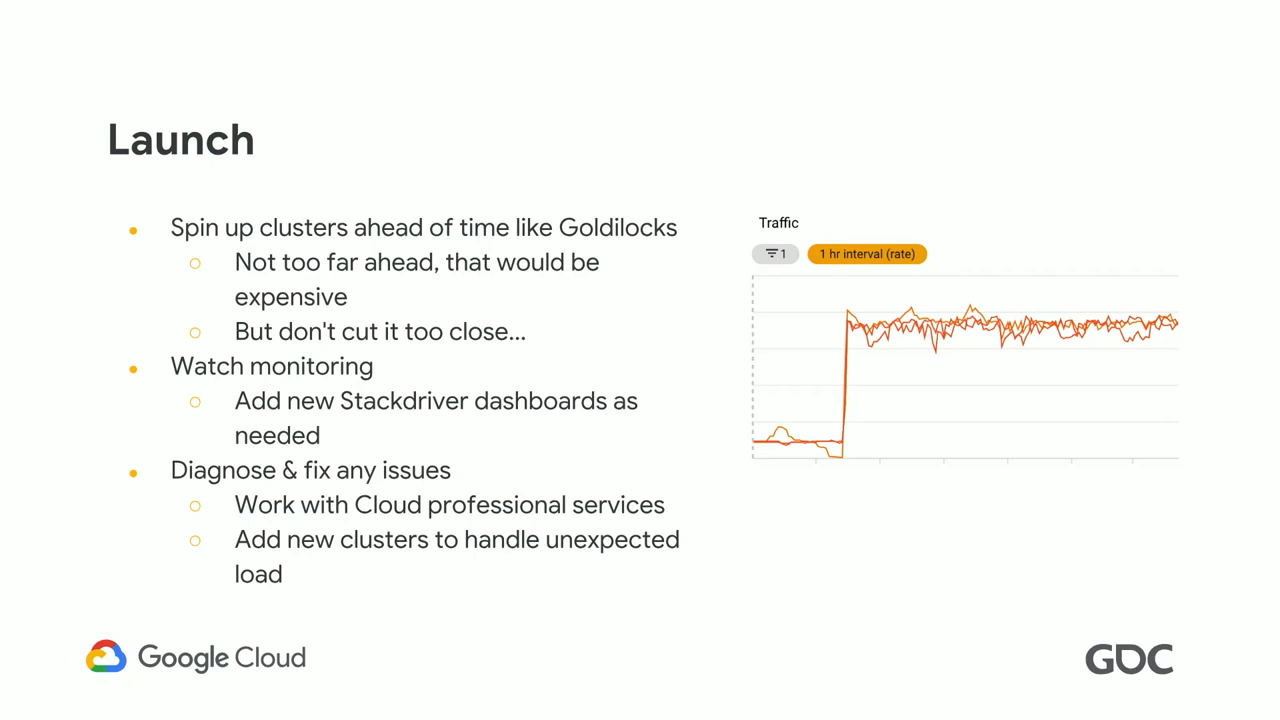 Launch
Spin up clusters ahead of time like Goldilocks
Not too far ahead, that would be
expensive
But don't cut it too close...
Watch monitoring
Add new Stackdriver dashboards as
needed
Diagnose & fix any issues
Work with Cloud professional services
Add new clusters to handle unexpected
load
Traffic
1
1 hr interval (rate)
Google Cloud
GDC